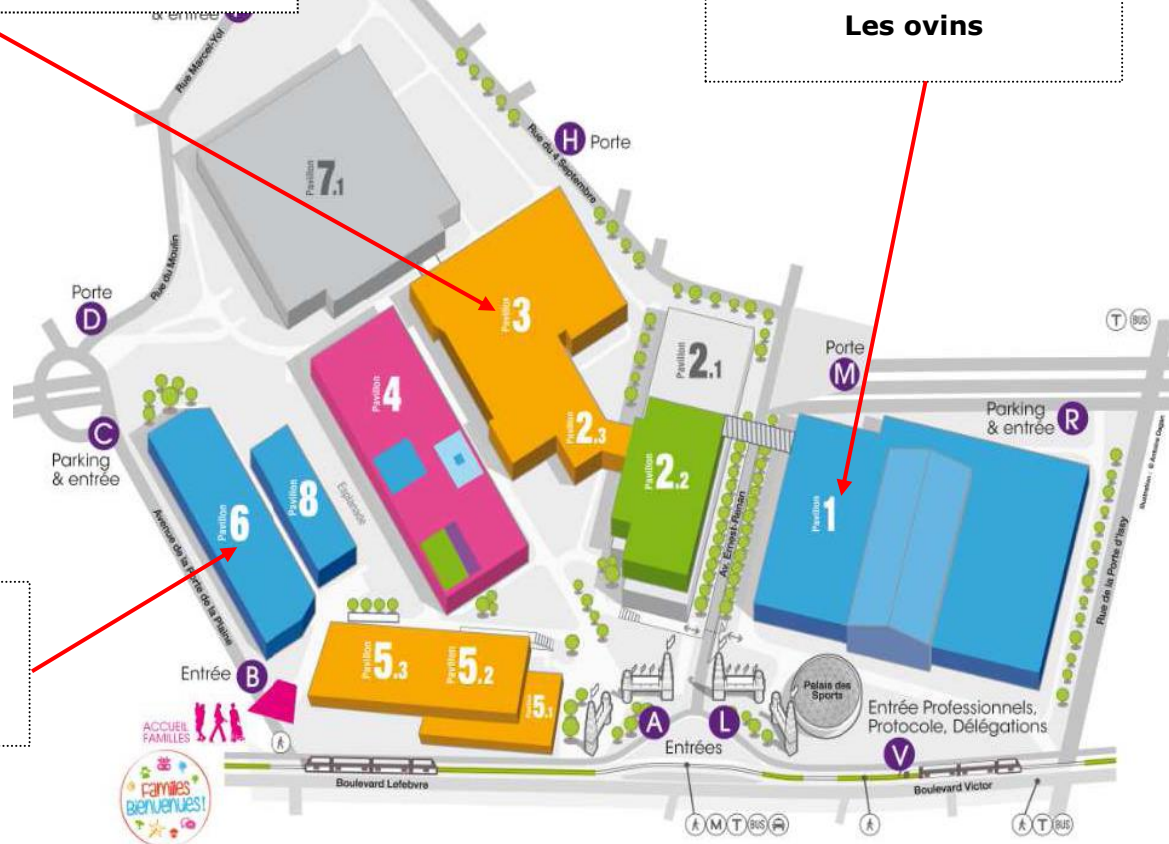 & entrée
Les ovins
Rue Marcel-Yol
H Porte
Rue du 4 Septembre
Pavillon 7.1
Rue du Moulin
Porte
D
Pavillon 3
T BUS
Pavillon 2.1
Porte
M
Pavillon 4
Parking
& entrée R
Pavillon 2.3
C
Parking
& entrée
Pavillon 2.2
Pavillon 6
Pavillon 8
Esplanade
Pavillon 1
Av. Ernest-Renan
Rue de la Porte d'Issy
Avenue de la Porte de la Plaine
Pavillon 5.3
Pavillon 5.2
5.1
Entrée B
Palais des
Sports
ACCUEIL
FAMILLES
A
L
Entrées
Entrée Professionnels,
Protocole, Délégations
V
Familles
Bienvenues!
Boulevard Lefebvre
Boulevard Victor
M T BUS
T BUS